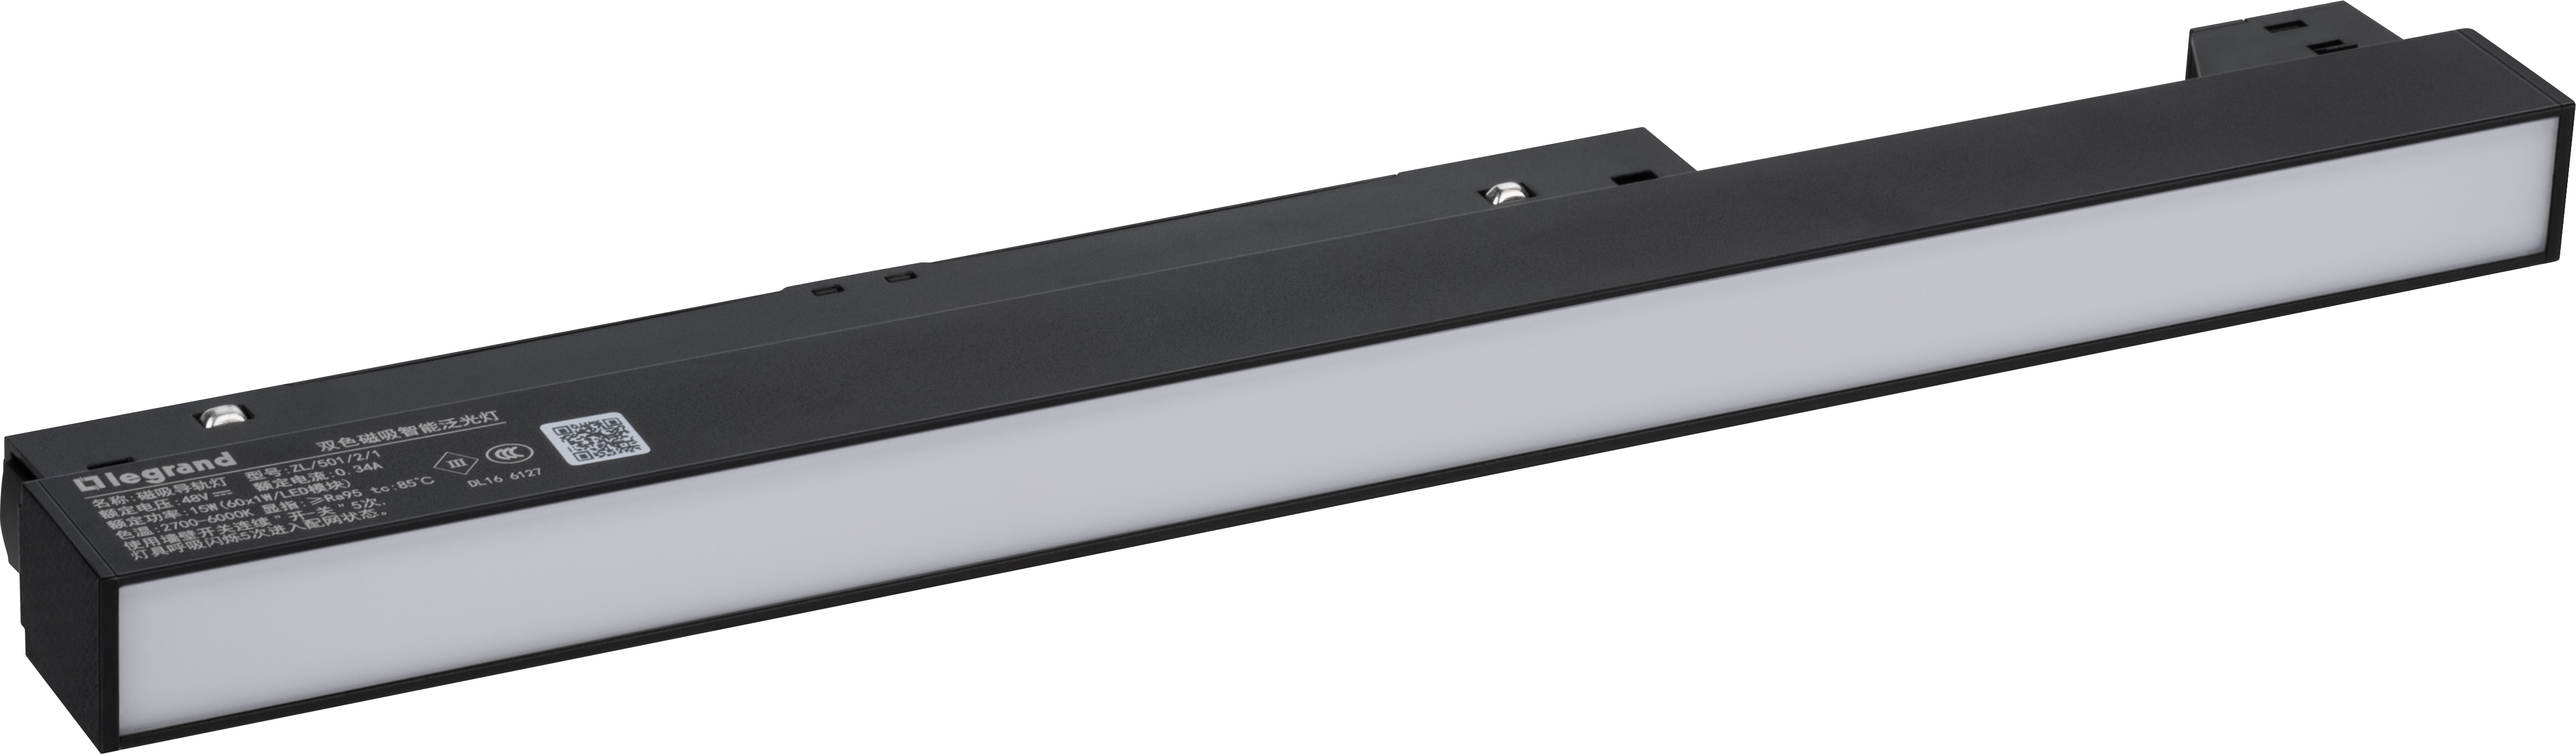 legrand
双色磁吸智能泛光灯
名称:磁吸导轨灯 型号:ZL/501/2/1
额定电压:48V⎓ 额定电流:0.34A
额定功率:15W(60x1W/LED模块)
色温:2700-6000K 显指:≥Ra95 tc:85℃
使用墙壁开关连续"开-关"5次,
灯具呼吸闪烁5次进入配网状态。
III
CCC
DL16 6127